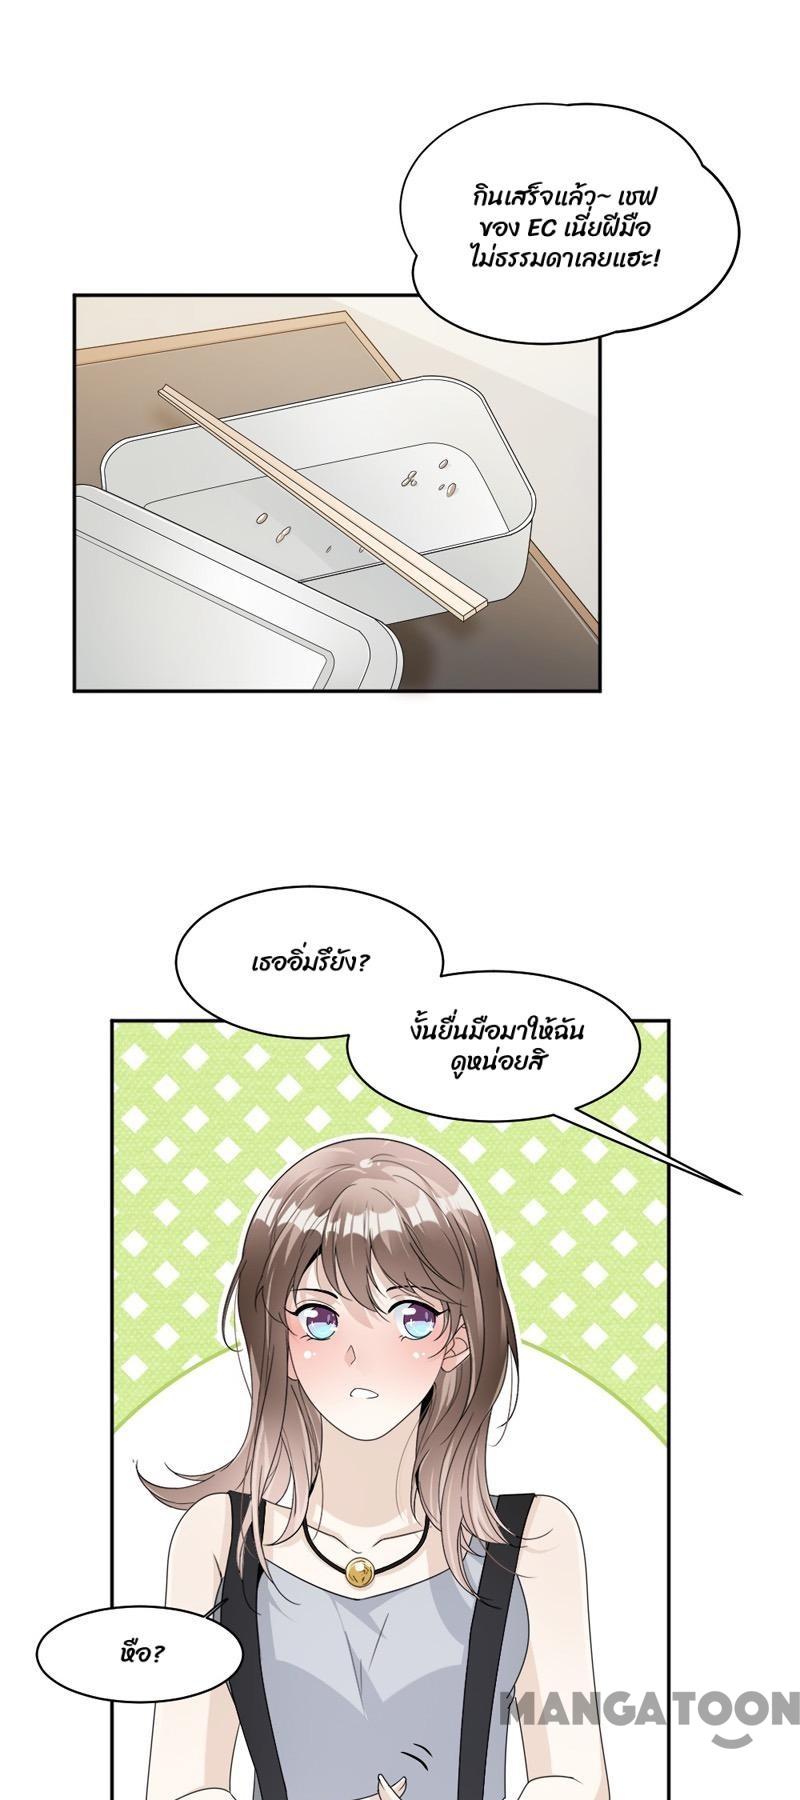 กินเสร็จแล้ว~ เชฟ
ของ EC เนี่ยฝีมือ
ไม่ธรรมดาเลยแฮะ!
เธออิ่มรึยัง?
งั้นยื่นมือมาให้ฉัน
ดูหน่อยสิ
หือ?
MANGATOON